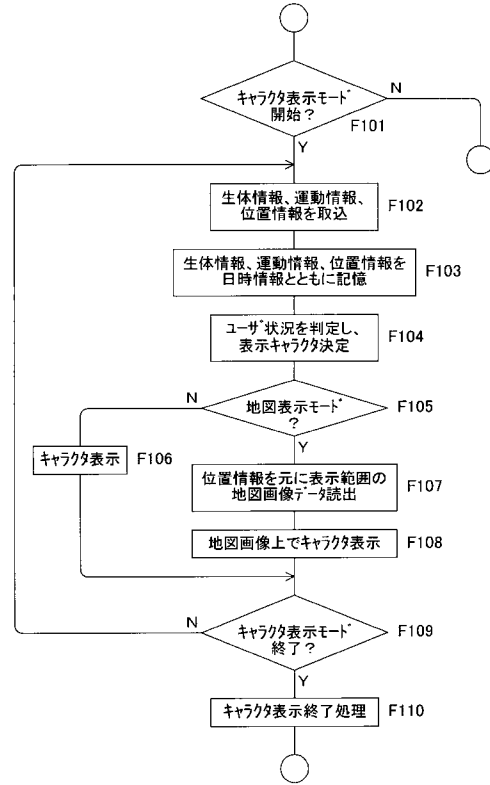 キャラクタ表示モード
開始？
N
F101
Y
生体情報、運動情報、
位置情報を取込
F102
生体情報、運動情報、位置情報を
日時情報とともに記憶
F103
ユーザ状況を判定し、
表示キャラクタ決定
F104
N
地図表示モード
？
F105
Y
キャラクタ表示
F106
位置情報を元に表示範囲の
地図画像データ読出
F107
地図画像上でキャラクタ表示
F108
N
キャラクタ表示モード
終了？
F109
Y
キャラクタ表示終了処理
F110